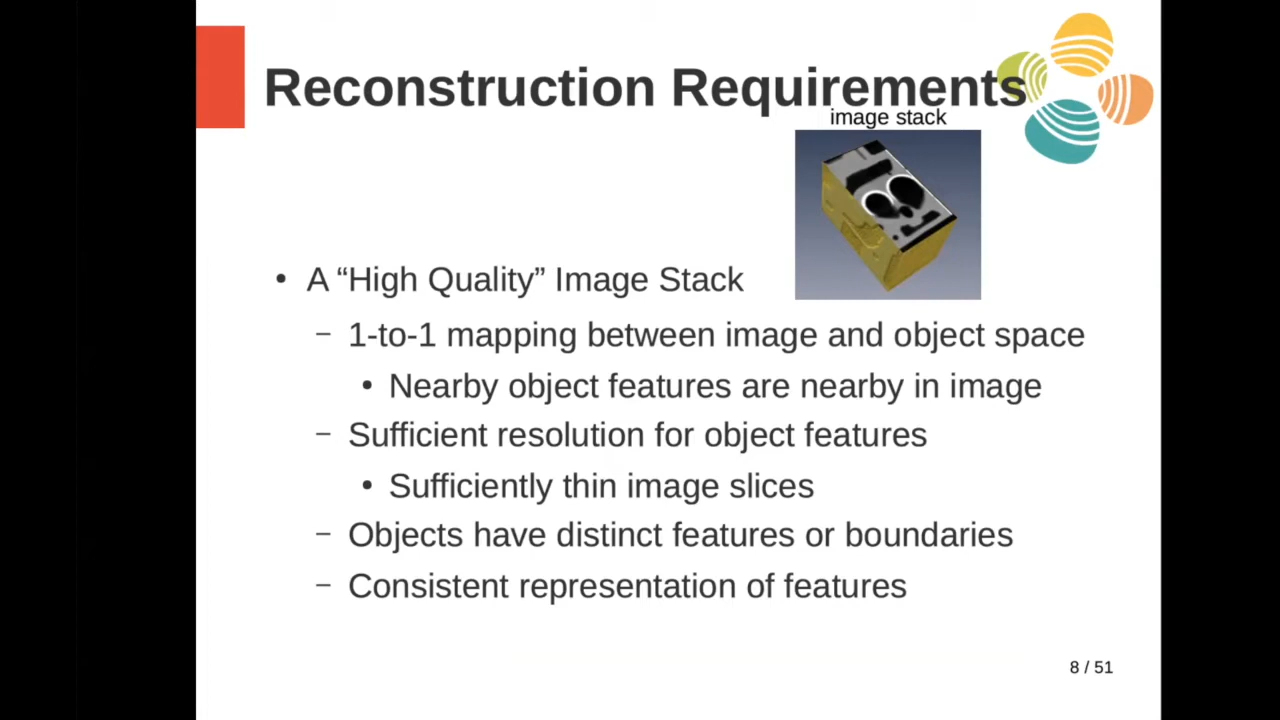 Reconstruction Requirements
image stack
• A “High Quality” Image Stack
– 1-to-1 mapping between image and object space
• Nearby object features are nearby in image
– Sufficient resolution for object features
• Sufficiently thin image slices
– Objects have distinct features or boundaries
– Consistent representation of features
8 / 51